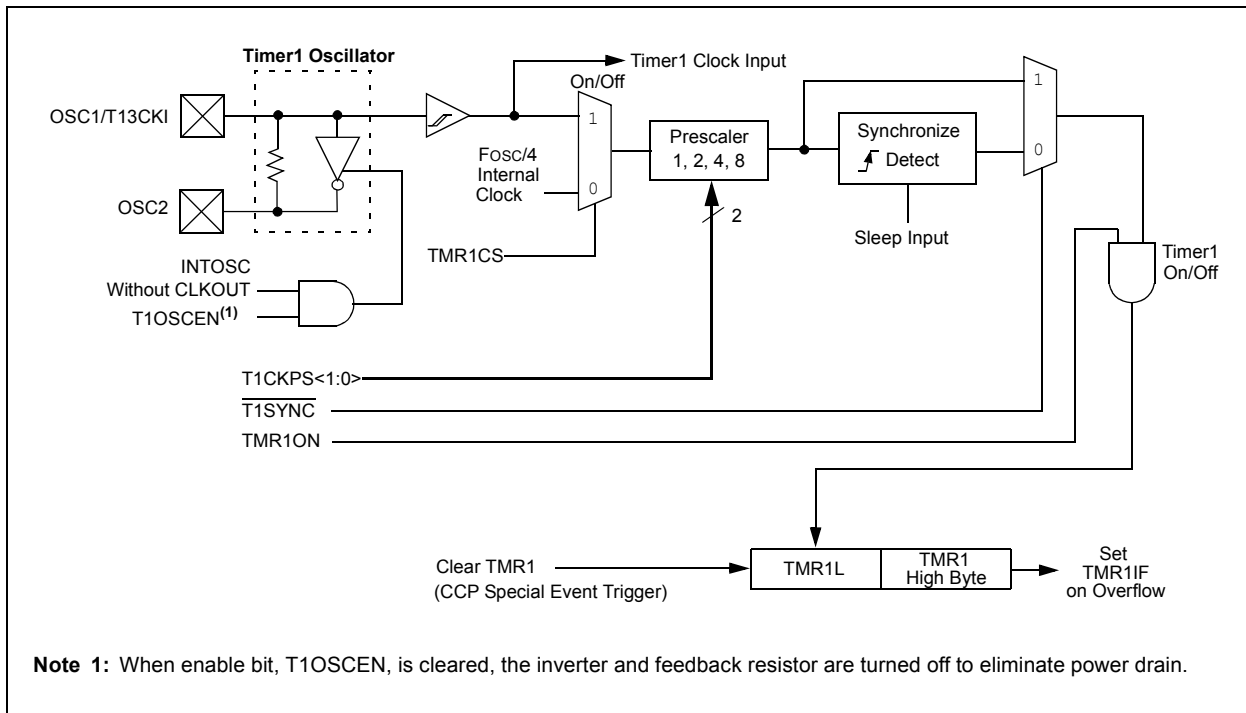 Timer1 Oscillator
Timer1 Clock Input
On/Off
OSC1/T13CKI
1
FOSC/4
Internal
Clock
0
Prescaler
1, 2, 4, 8
Synchronize
Detect
1
0
OSC2
2
Sleep Input
TMR1CS
Timer1
On/Off
INTOSC
Without CLKOUT
T1OSCEN(1)
T1CKPS<1:0>
T1SYNC
TMR1ON
Clear TMR1
(CCP Special Event Trigger)
TMR1L
TMR1
High Byte
Set
TMR1IF
on Overflow
Note 1: When enable bit, T1OSCEN, is cleared, the inverter and feedback resistor are turned off to eliminate power drain.